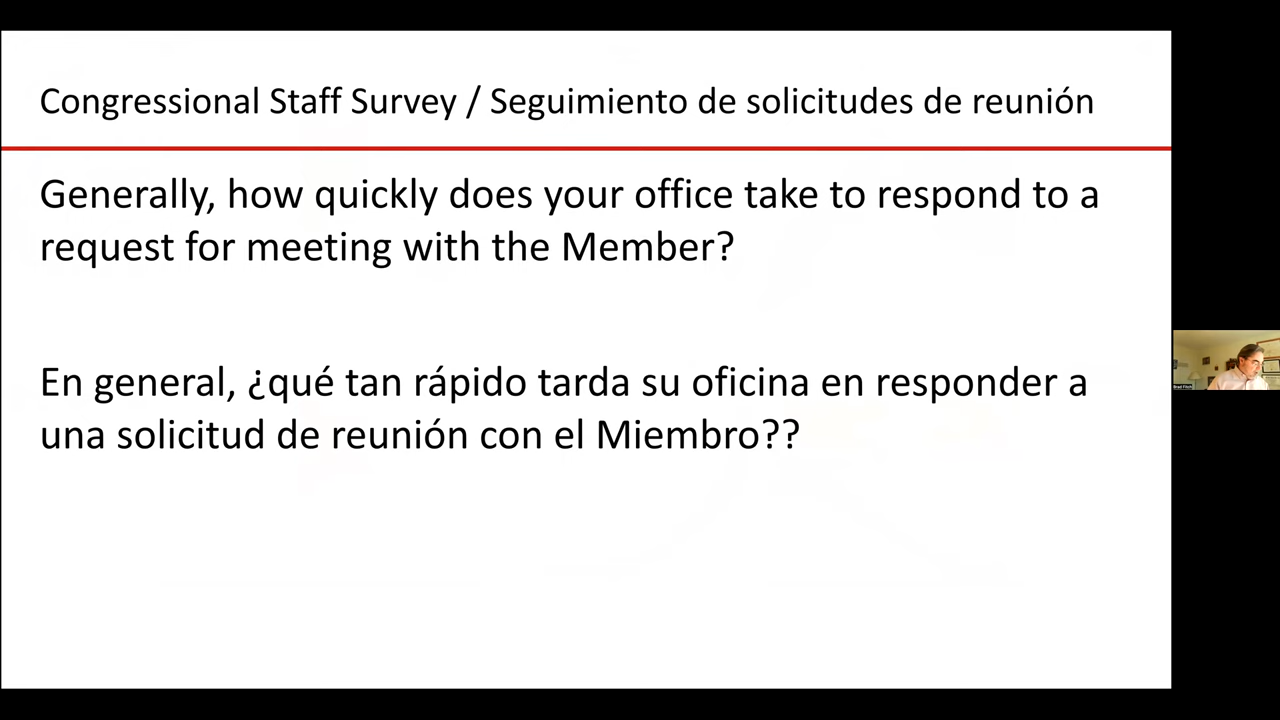 Congressional Staff Survey / Seguimiento de solicitudes de reunión
Generally, how quickly does your office take to respond to a
request for meeting with the Member?
En general, ¿qué tan rápido tarda su oficina en responder a
una solicitud de reunión con el Miembro??
Brad Fitch